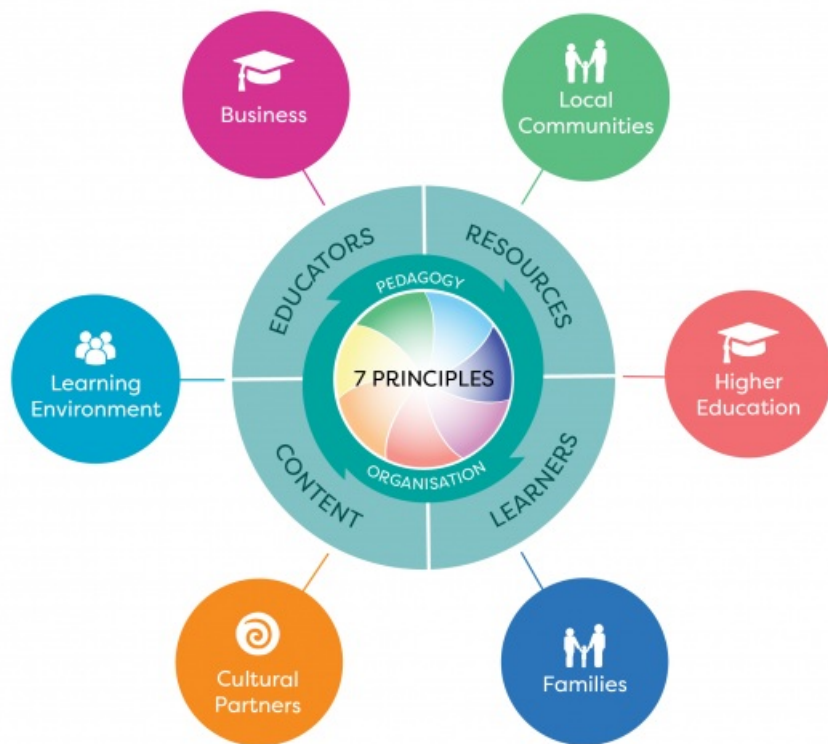 Business
Local
Communities
EDUCATORS
RESOURCES
PEDAGOGY
7 PRINCIPLES
Learning
Environment
Higher
Education
ORGANISATION
CONTENT
LEARNERS
Cultural
Partners
Families